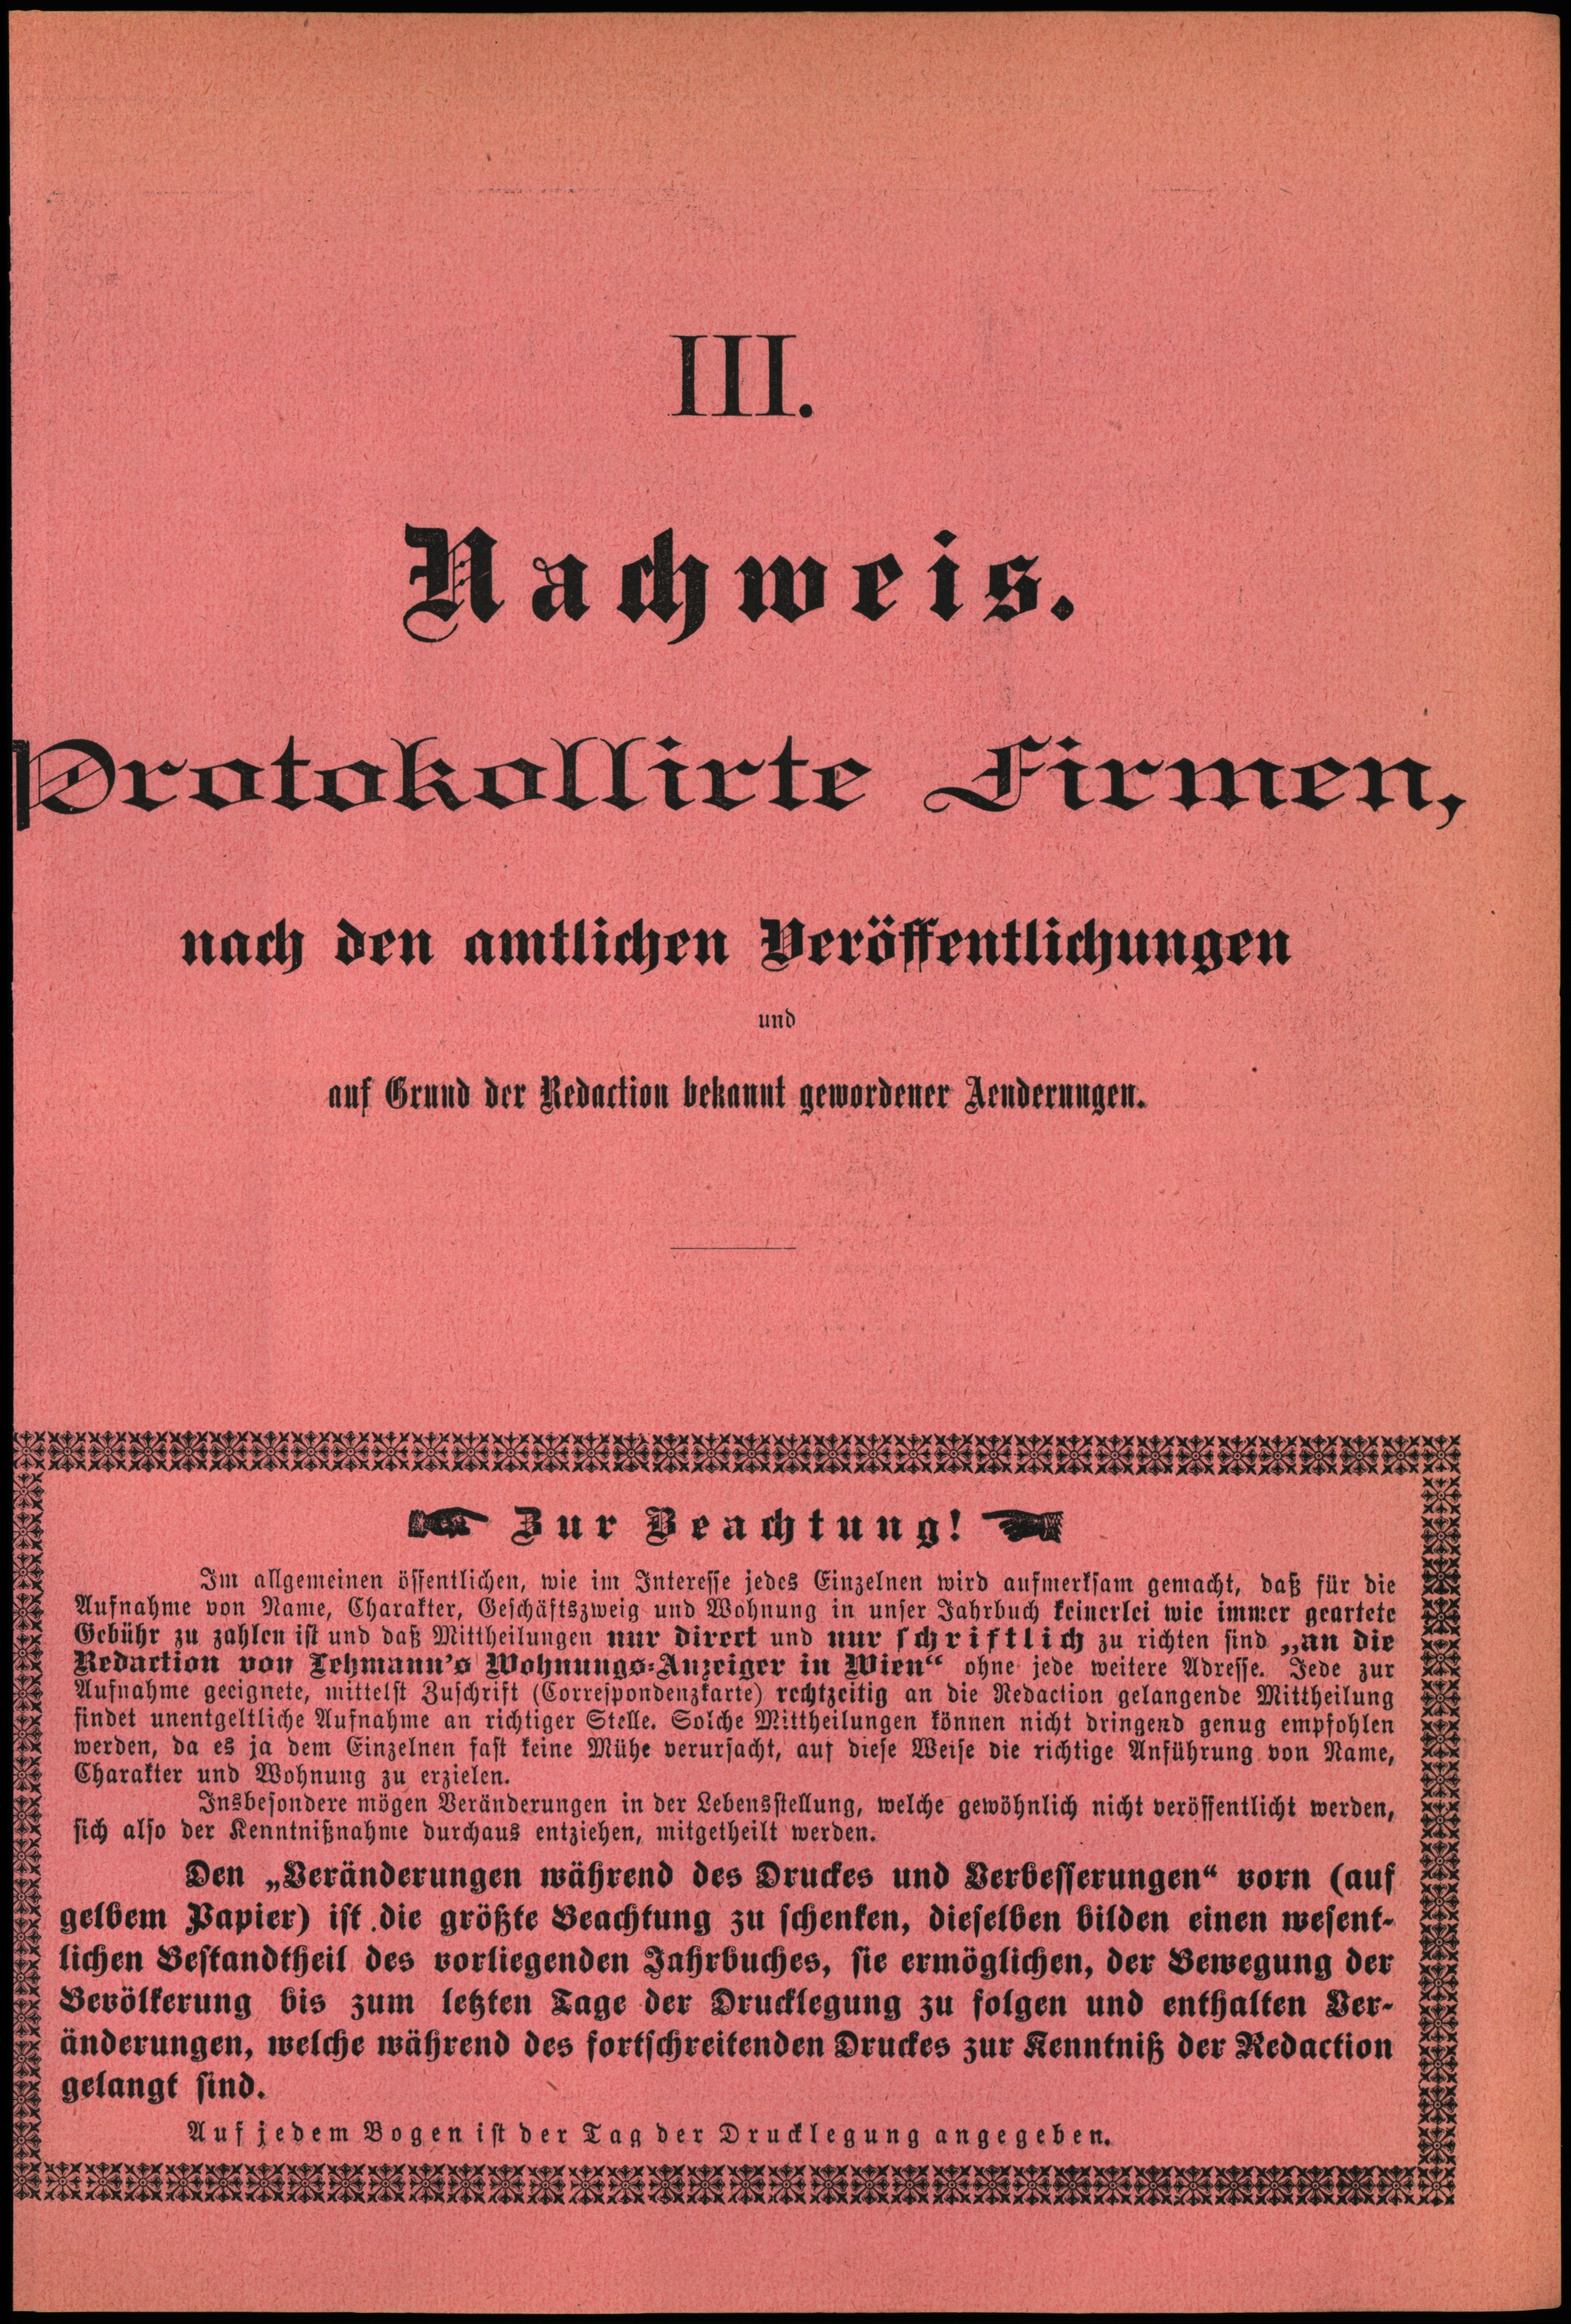 III.
Nachweis.
Protokollirte Firmen,
nach den amtlichen Veröffentlichungen
und
auf Grund der Redaction bekannt gewordener Aenderungen.
Zur Beachtung!
Im allgemeinen öffentlichen, wie im Interesse jedes Einzelnen wird aufmerksam gemacht, daß für die
Aufnahme von Name, Charakter, Geschäftszweig und Wohnung in unser Jahrbuch keinerlei wie immer geartete
Gebühr zu zahlen ist und daß Mittheilungen nur direct und nur schriftlich zu richten sind „an die
Redaction von Lehmann's Wohnungs-Anzeiger in Wien“ ohne jede weitere Adresse. Jede zur
Aufnahme geeignete, mittelst Zuschrift (Correspondenzkarte) rechtzeitig an die Redaction gelangende Mittheilung
findet unentgeltliche Aufnahme an richtiger Stelle. Solche Mittheilungen können nicht dringend genug empfohlen
werden, da es ja dem Einzelnen fast keine Mühe verursacht, auf diese Weise die richtige Anführung von Name,
Charakter und Wohnung zu erzielen.
Insbesondere mögen Veränderungen in der Lebensstellung, welche gewöhnlich nicht veröffentlicht werden,
sich also der Kenntnißnahme durchaus entziehen, mitgetheilt werden.
Den „Veränderungen während des Druckes und Verbesserungen“ vorn (auf
gelbem Papier) ist die größte Beachtung zu schenken, dieselben bilden einen wesent-
lichen Bestandtheil des vorliegenden Jahrbuches, sie ermöglichen, der Bewegung der
Bevölkerung bis zum letzten Tage der Drucklegung zu folgen und enthalten Ver-
änderungen, welche während des fortschreitenden Druckes zur Kenntniß der Redaction
gelangt sind.
Auf jedem Bogen ist der Tag der Drucklegung angegeben.